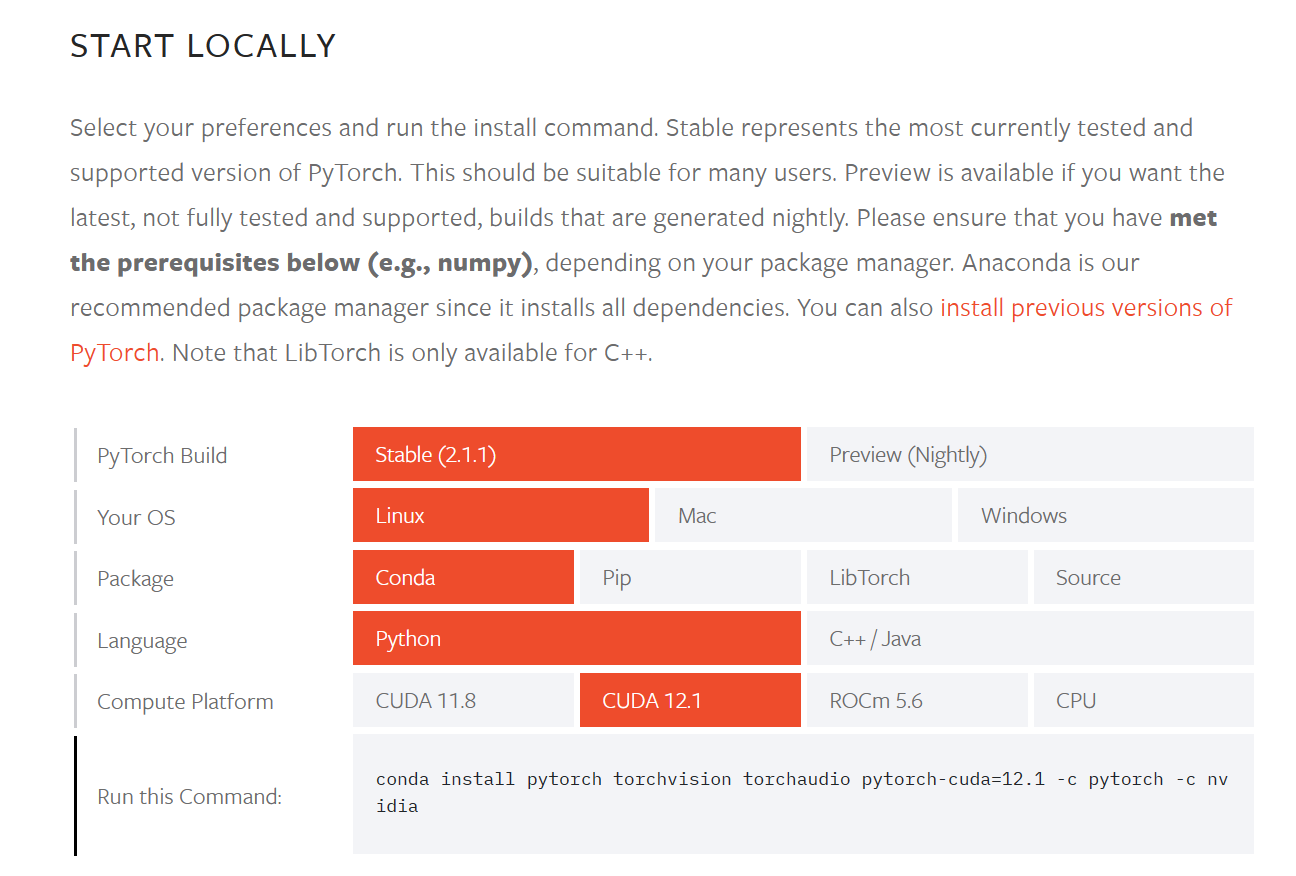 START LOCALLY
Select your preferences and run the install command. Stable represents the most currently tested and
supported version of PyTorch. This should be suitable for many users. Preview is available if you want the
latest, not fully tested and supported, builds that are generated nightly. Please ensure that you have met
the prerequisites below (e.g., numpy), depending on your package manager. Anaconda is our
recommended package manager since it installs all dependencies. You can also install previous versions of
PyTorch. Note that LibTorch is only available for C++.
PyTorch Build Stable (2.1.1) Preview (Nightly)
Your OS Linux Mac Windows
Package Conda Pip LibTorch Source
Language Python C++ / Java
Compute Platform CUDA 11.8 CUDA 12.1 ROCm 5.6 CPU
Run this Command: conda install pytorch torchvision torchaudio pytorch-cuda=12.1 -c pytorch -c nv
idia